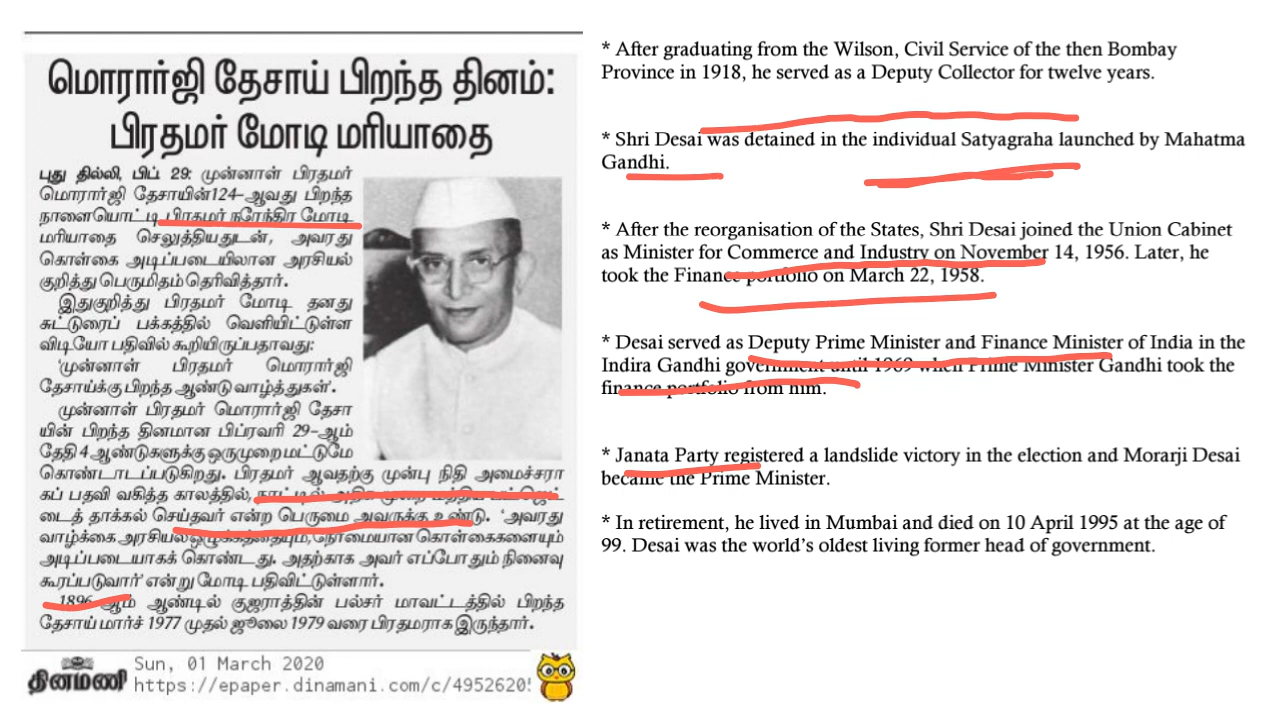 மொரார்ஜி தேசாய் பிறந்த தினம்:
பிரதமர் மோடி மரியாதை
புது தில்லி, பிப் 29: முன்னாள் பிரதமர்
மொரார்ஜி தேசாயின்124-ஆவது பிறந்த
நாளையொட்டி பிரதமர் நரேந்திர மோடி
மரியாதை செலுத்தியதுடன், அவரது
கொள்கை அடிப்படையிலான அரசியல்
குறித்து பெருமிதம் தெரிவித்தார்.
இதுகுறித்து பிரதமர் மோடி தனது
சுட்டுரைப் பக்கத்தில் வெளியிட்டுள்ள
விடியோ பதிவில் கூறியிருப்பதாவது:
'முன்னாள் பிரதமர் மொரார்ஜி
தேசாய்க்கு பிறந்த ஆண்டு வாழ்த்துகள்'.
முன்னாள் பிரதமர் மொரார்ஜி தேசா
யின் பிறந்த தினமான பிப்ரவரி 29-ஆம்
தேதி 4 ஆண்டுகளுக்கு ஒருமுறை மட்டுமே
கொண்டாடப்படுகிறது. பிரதமர் ஆவதற்கு முன்பு நிதி அமைச்சரா
கப் பதவி வகித்த காலத்தில், நாட்டில் அதிக முறை மத்திய பட்ஜெட்
டைத் தாக்கல் செய்தவர் என்ற பெருமை அவருக்கு உண்டு. 'அவரது
வாழ்க்கை அரசியல் ஒழுக்கத்தையும், நேர்மையான கொள்கைகளையும்
அடிப்படையாகக் கொண்டது. அதற்காக அவர் எப்போதும் நினைவு
கூரப்படுவார்' என்று மோடி பதிவிட்டுள்ளார்.
1896 ஆம் ஆண்டில் குஜராத்தின் பல்சர் மாவட்டத்தில் பிறந்த
தேசாய் மார்ச் 1977 முதல் ஜூலை 1979 வரை பிரதமராக இருந்தார்.
தினமணி
Sun, 01 March 2020
https://epaper.dinamani.com/c/49526205
* After graduating from the Wilson, Civil Service of the then Bombay
Province in 1918, he served as a Deputy Collector for twelve years.
* Shri Desai was detained in the individual Satyagraha launched by Mahatma
Gandhi.
* After the reorganisation of the States, Shri Desai joined the Union Cabinet
as Minister for Commerce and Industry on November 14, 1956. Later, he
took the Finance portfolio on March 22, 1958.
* Desai served as Deputy Prime Minister and Finance Minister of India in the
Indira Gandhi government until 1969 when Prime Minister Gandhi took the
finance portfolio from him.
* Janata Party registered a landslide victory in the election and Morarji Desai
became the Prime Minister.
* In retirement, he lived in Mumbai and died on 10 April 1995 at the age of
99. Desai was the world's oldest living former head of government.